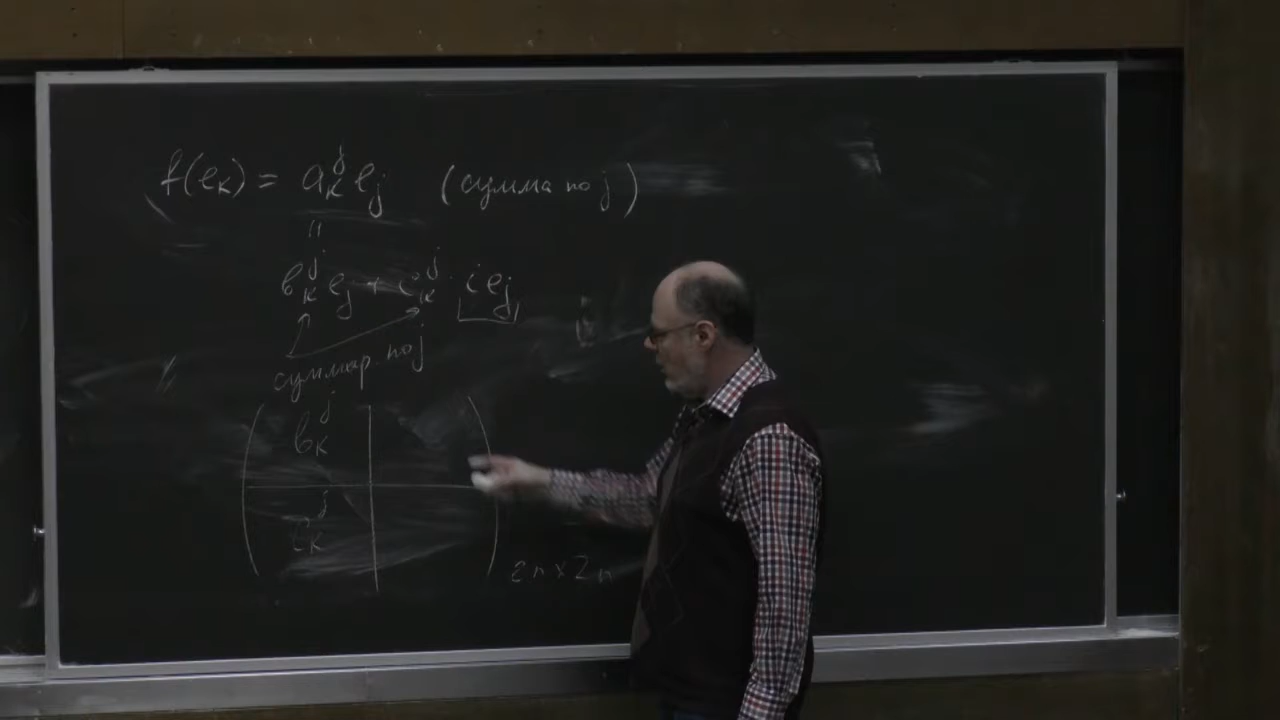 f(e_k) = a_k^j e_j (сумма по j)
"
b_k^j e_j + c_k^j · i e_j
суммир. по j
b_k^j
c_k^j
2n×2n